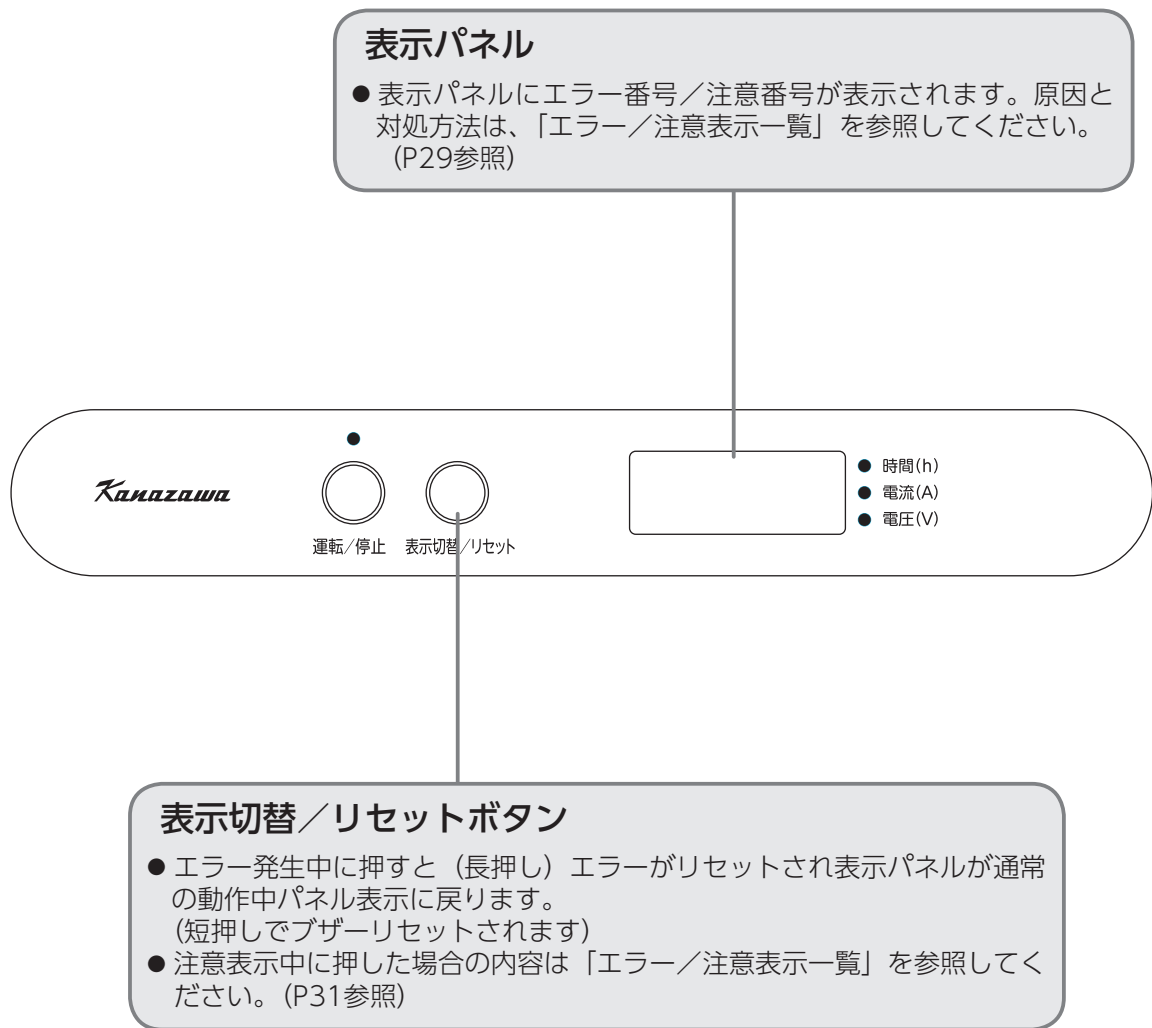 表示パネル
● 表示パネルにエラー番号／注意番号が表示されます。原因と
対処方法は、「エラー／注意表示一覧」を参照してください。
(P29参照)
Kanazawa
運転／停止
表示切替／リセット
● 時間(h)
● 電流(A)
● 電圧(V)
表示切替／リセットボタン
● エラー発生中に押すと（長押し）エラーがリセットされ表示パネルが通常
の動作中パネル表示に戻ります。
(短押しでブザーリセットされます)
● 注意表示中に押した場合の内容は「エラー／注意表示一覧」を参照してく
ださい。(P31参照)